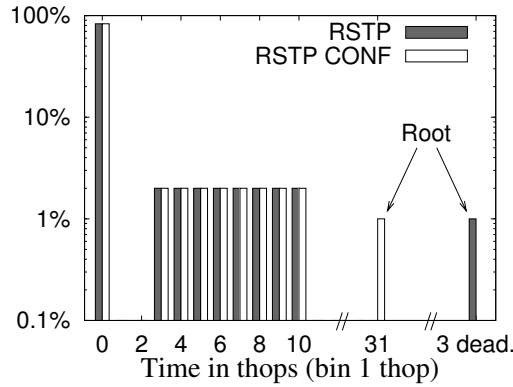 100%
RSTP
RSTP CONF
10%
Root
1%
0.1%
0 2 4 6 8 10 // 31 // 3 dead.
Time in thops (bin 1 thop)